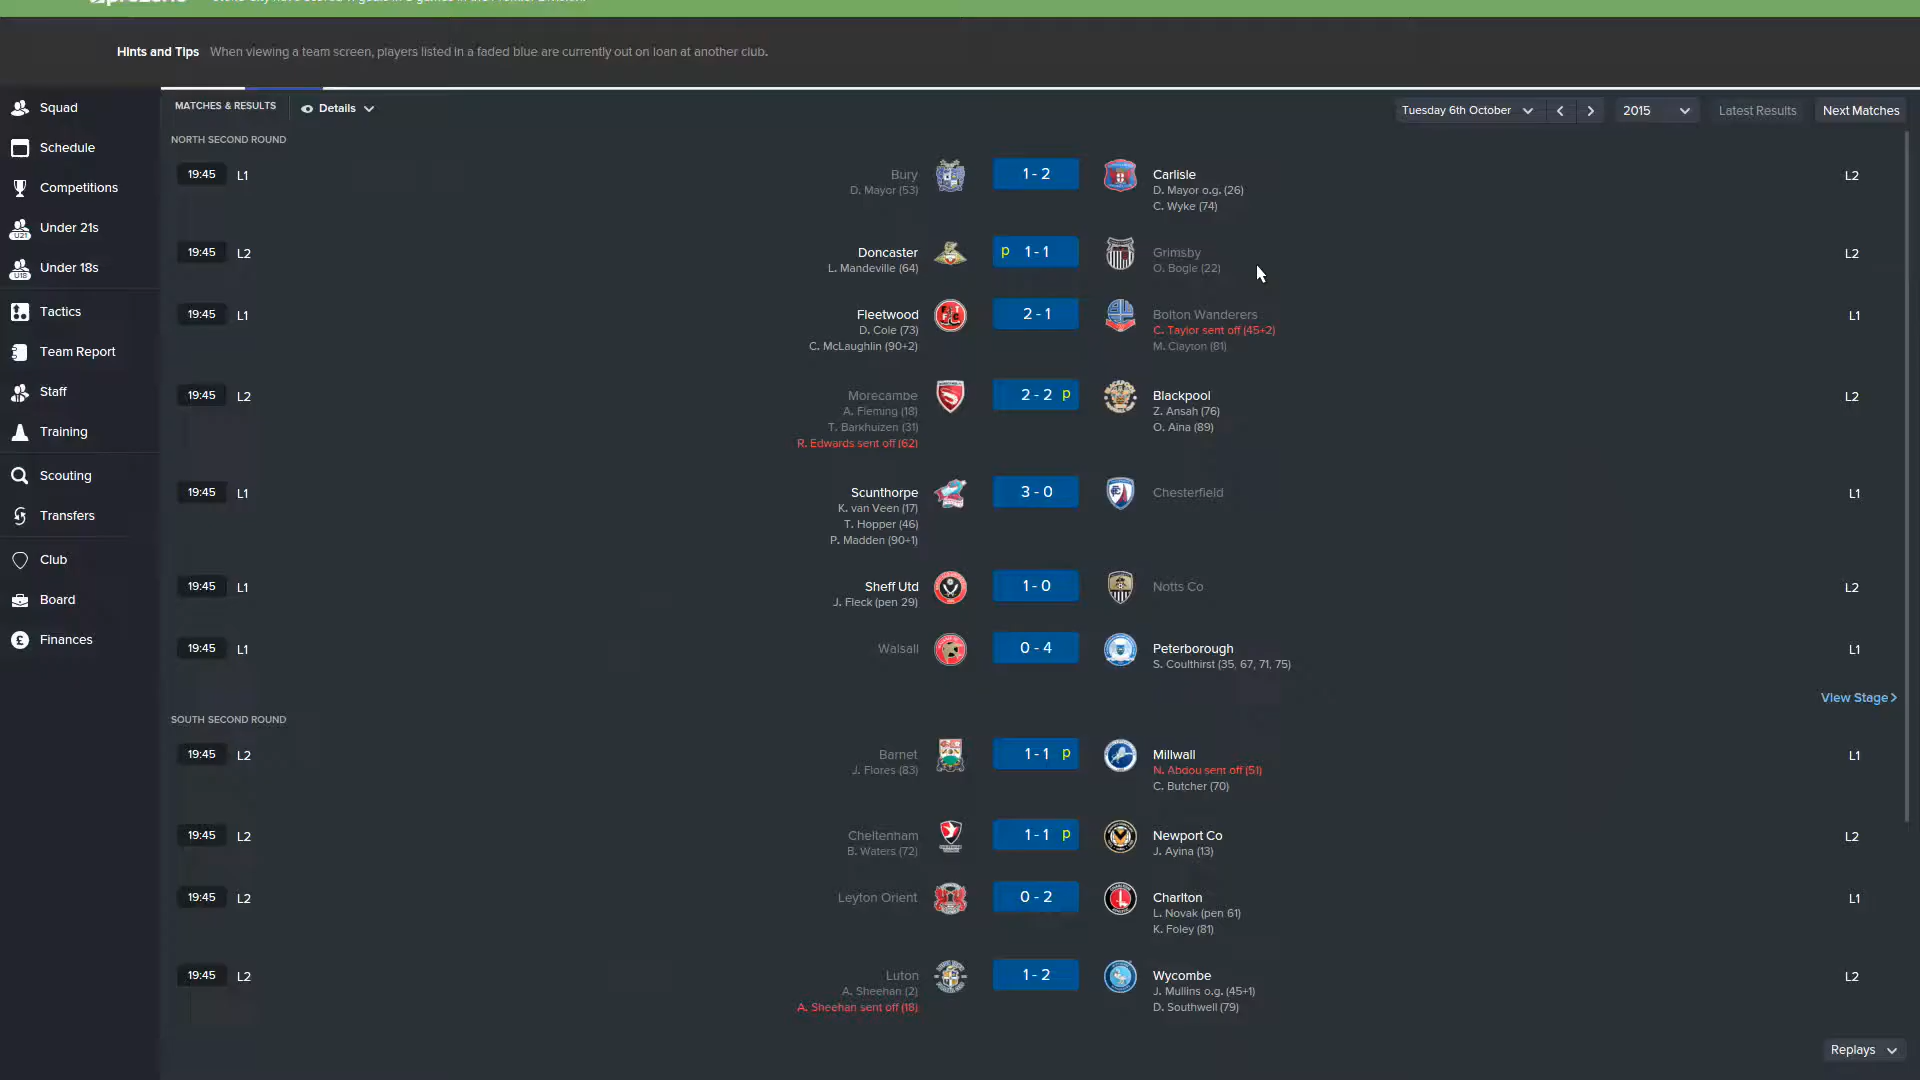 Hints and Tips When viewing a team screen, players listed in a faded blue are currently out on loan at another club.
Squad
Schedule
Competitions
Under 21s
Under 18s
Tactics
Team Report
Staff
Training
Scouting
Transfers
Club
Board
Finances
MATCHES & RESULTS Details Tuesday 6th October 2015 Latest Results Next Matches
NORTH SECOND ROUND
19:45 L1 Bury 1 - 2 Carlisle L2
D. Mayor (53) D. Mayor o.g. (26)
C. Wyke (74)
19:45 L2 Doncaster p 1 - 1 Grimsby L2
L. Mandeville (64) O. Bogle (22)
19:45 L1 Fleetwood 2 - 1 Bolton Wanderers L1
D. Cole (73) C. Taylor sent off (45+2)
C. McLaughlin (90+2) M. Clayton (81)
19:45 L2 Morecambe 2 - 2 p Blackpool L2
A. Fleming (18) Z. Ansah (76)
T. Barkhuizen (31) O. Aina (89)
R. Edwards sent off (62)
19:45 L1 Scunthorpe 3 - 0 Chesterfield L1
K. van Veen (17)
T. Hopper (46)
P. Madden (90+1)
19:45 L1 Sheff Utd 1 - 0 Notts Co L2
J. Fleck (pen 29)
19:45 L1 Walsall 0 - 4 Peterborough L1
S. Coulthirst (35, 67, 71, 75)
View Stage >
SOUTH SECOND ROUND
19:45 L2 Barnet 1 - 1 p Millwall L1
J. Flores (83) N. Abdou sent off (51)
C. Butcher (70)
19:45 L2 Cheltenham 1 - 1 p Newport Co L2
B. Waters (72) J. Ayina (13)
19:45 L2 Leyton Orient 0 - 2 Charlton L1
L. Novak (pen 61)
K. Foley (81)
19:45 L2 Luton 1 - 2 Wycombe L2
A. Sheehan (2) J. Mullins o.g. (45+1)
A. Sheehan sent off (18) D. Southwell (79)
Replays